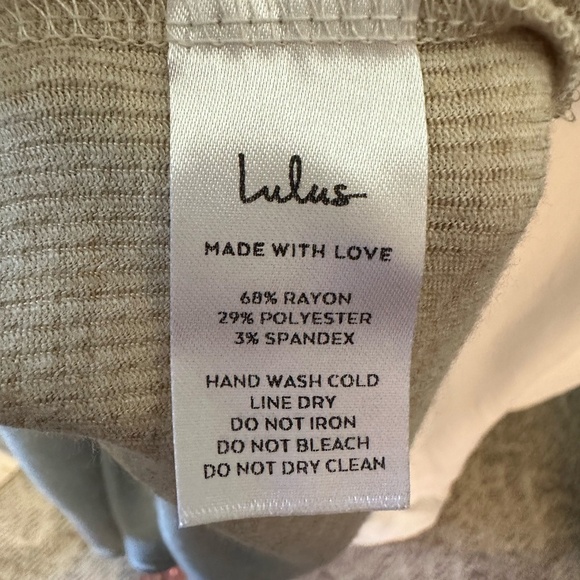 Lulus
MADE WITH LOVE
68% RAYON
29% POLYESTER
3% SPANDEX
HAND WASH COLD
LINE DRY
DO NOT IRON
DO NOT BLEACH
DO NOT DRY CLEAN